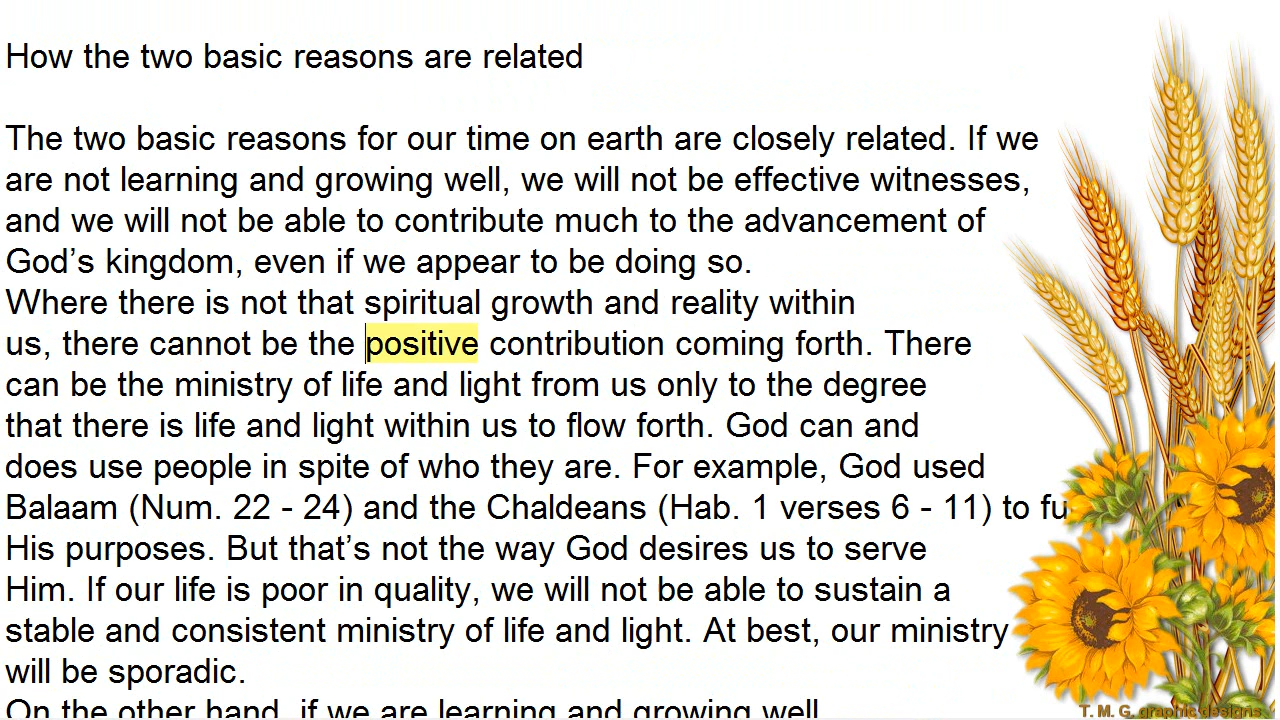 How the two basic reasons are related
The two basic reasons for our time on earth are closely related. If we
are not learning and growing well, we will not be effective witnesses,
and we will not be able to contribute much to the advancement of
God’s kingdom, even if we appear to be doing so.
Where there is not that spiritual growth and reality within
us, there cannot be the positive contribution coming forth. There
can be the ministry of life and light from us only to the degree
that there is life and light within us to flow forth. God can and
does use people in spite of who they are. For example, God used
Balaam (Num. 22 - 24) and the Chaldeans (Hab. 1 verses 6 - 11) to fu
His purposes. But that’s not the way God desires us to serve
Him. If our life is poor in quality, we will not be able to sustain a
stable and consistent ministry of life and light. At best, our ministry
will be sporadic.
On the other hand, if we are learning and growing well
T. M. G. graphic designs